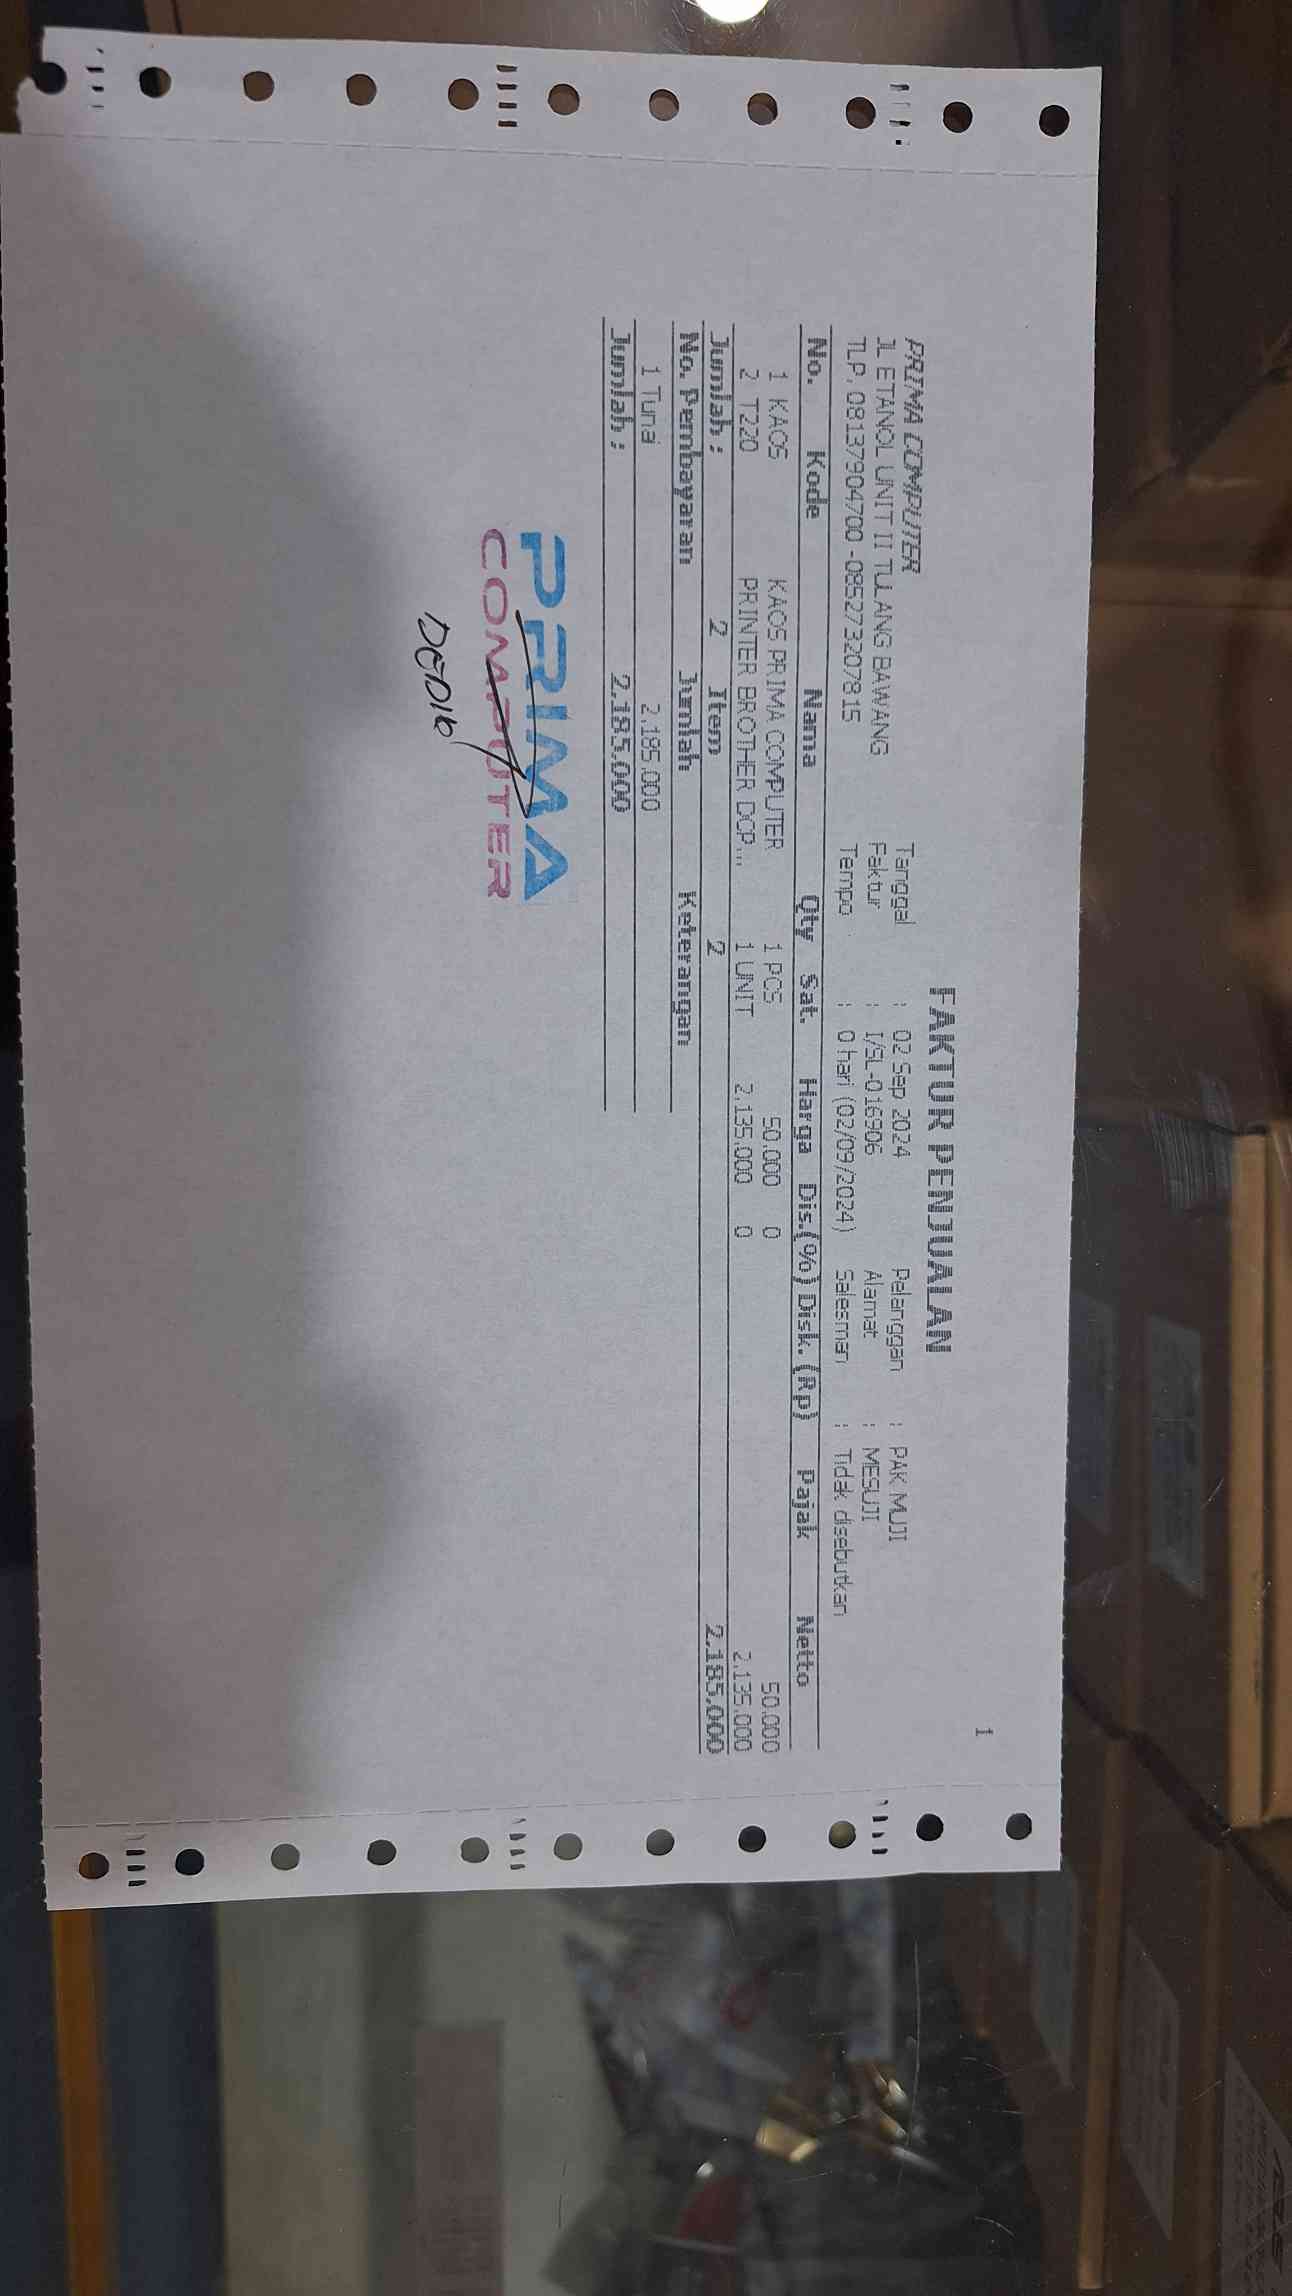 1
FAKTUR PENJUALAN
PRIMA COMPUTER Tanggal : 02 Sep 2024 Pelanggan : PAK MUJI
JL ETANOL UNIT II TULANG BAWANG Faktur : I/SL-016906 Alamat : MESUJI
TLP. 08137904700 -085273207815 Tempo : 0 hari (02/09/2024) Salesman : Tidak disebutkan
No. Kode Nama Qty Sat. Harga Dis.(%) Disk. (Rp) Pajak Netto
1 KAOS KAOS PRIMA COMPUTER 1 PCS 50.000 0 50.000
2 T220 PRINTER BROTHER DCP... 1 UNIT 2.135.000 0 2.135.000
Jumlah : 2 Item 2 2.185.000
No. Pembayaran Jumlah Keterangan
1 Tunai 2.185.000
Jumlah : 2.185.000
PRIMA
COMPUTER